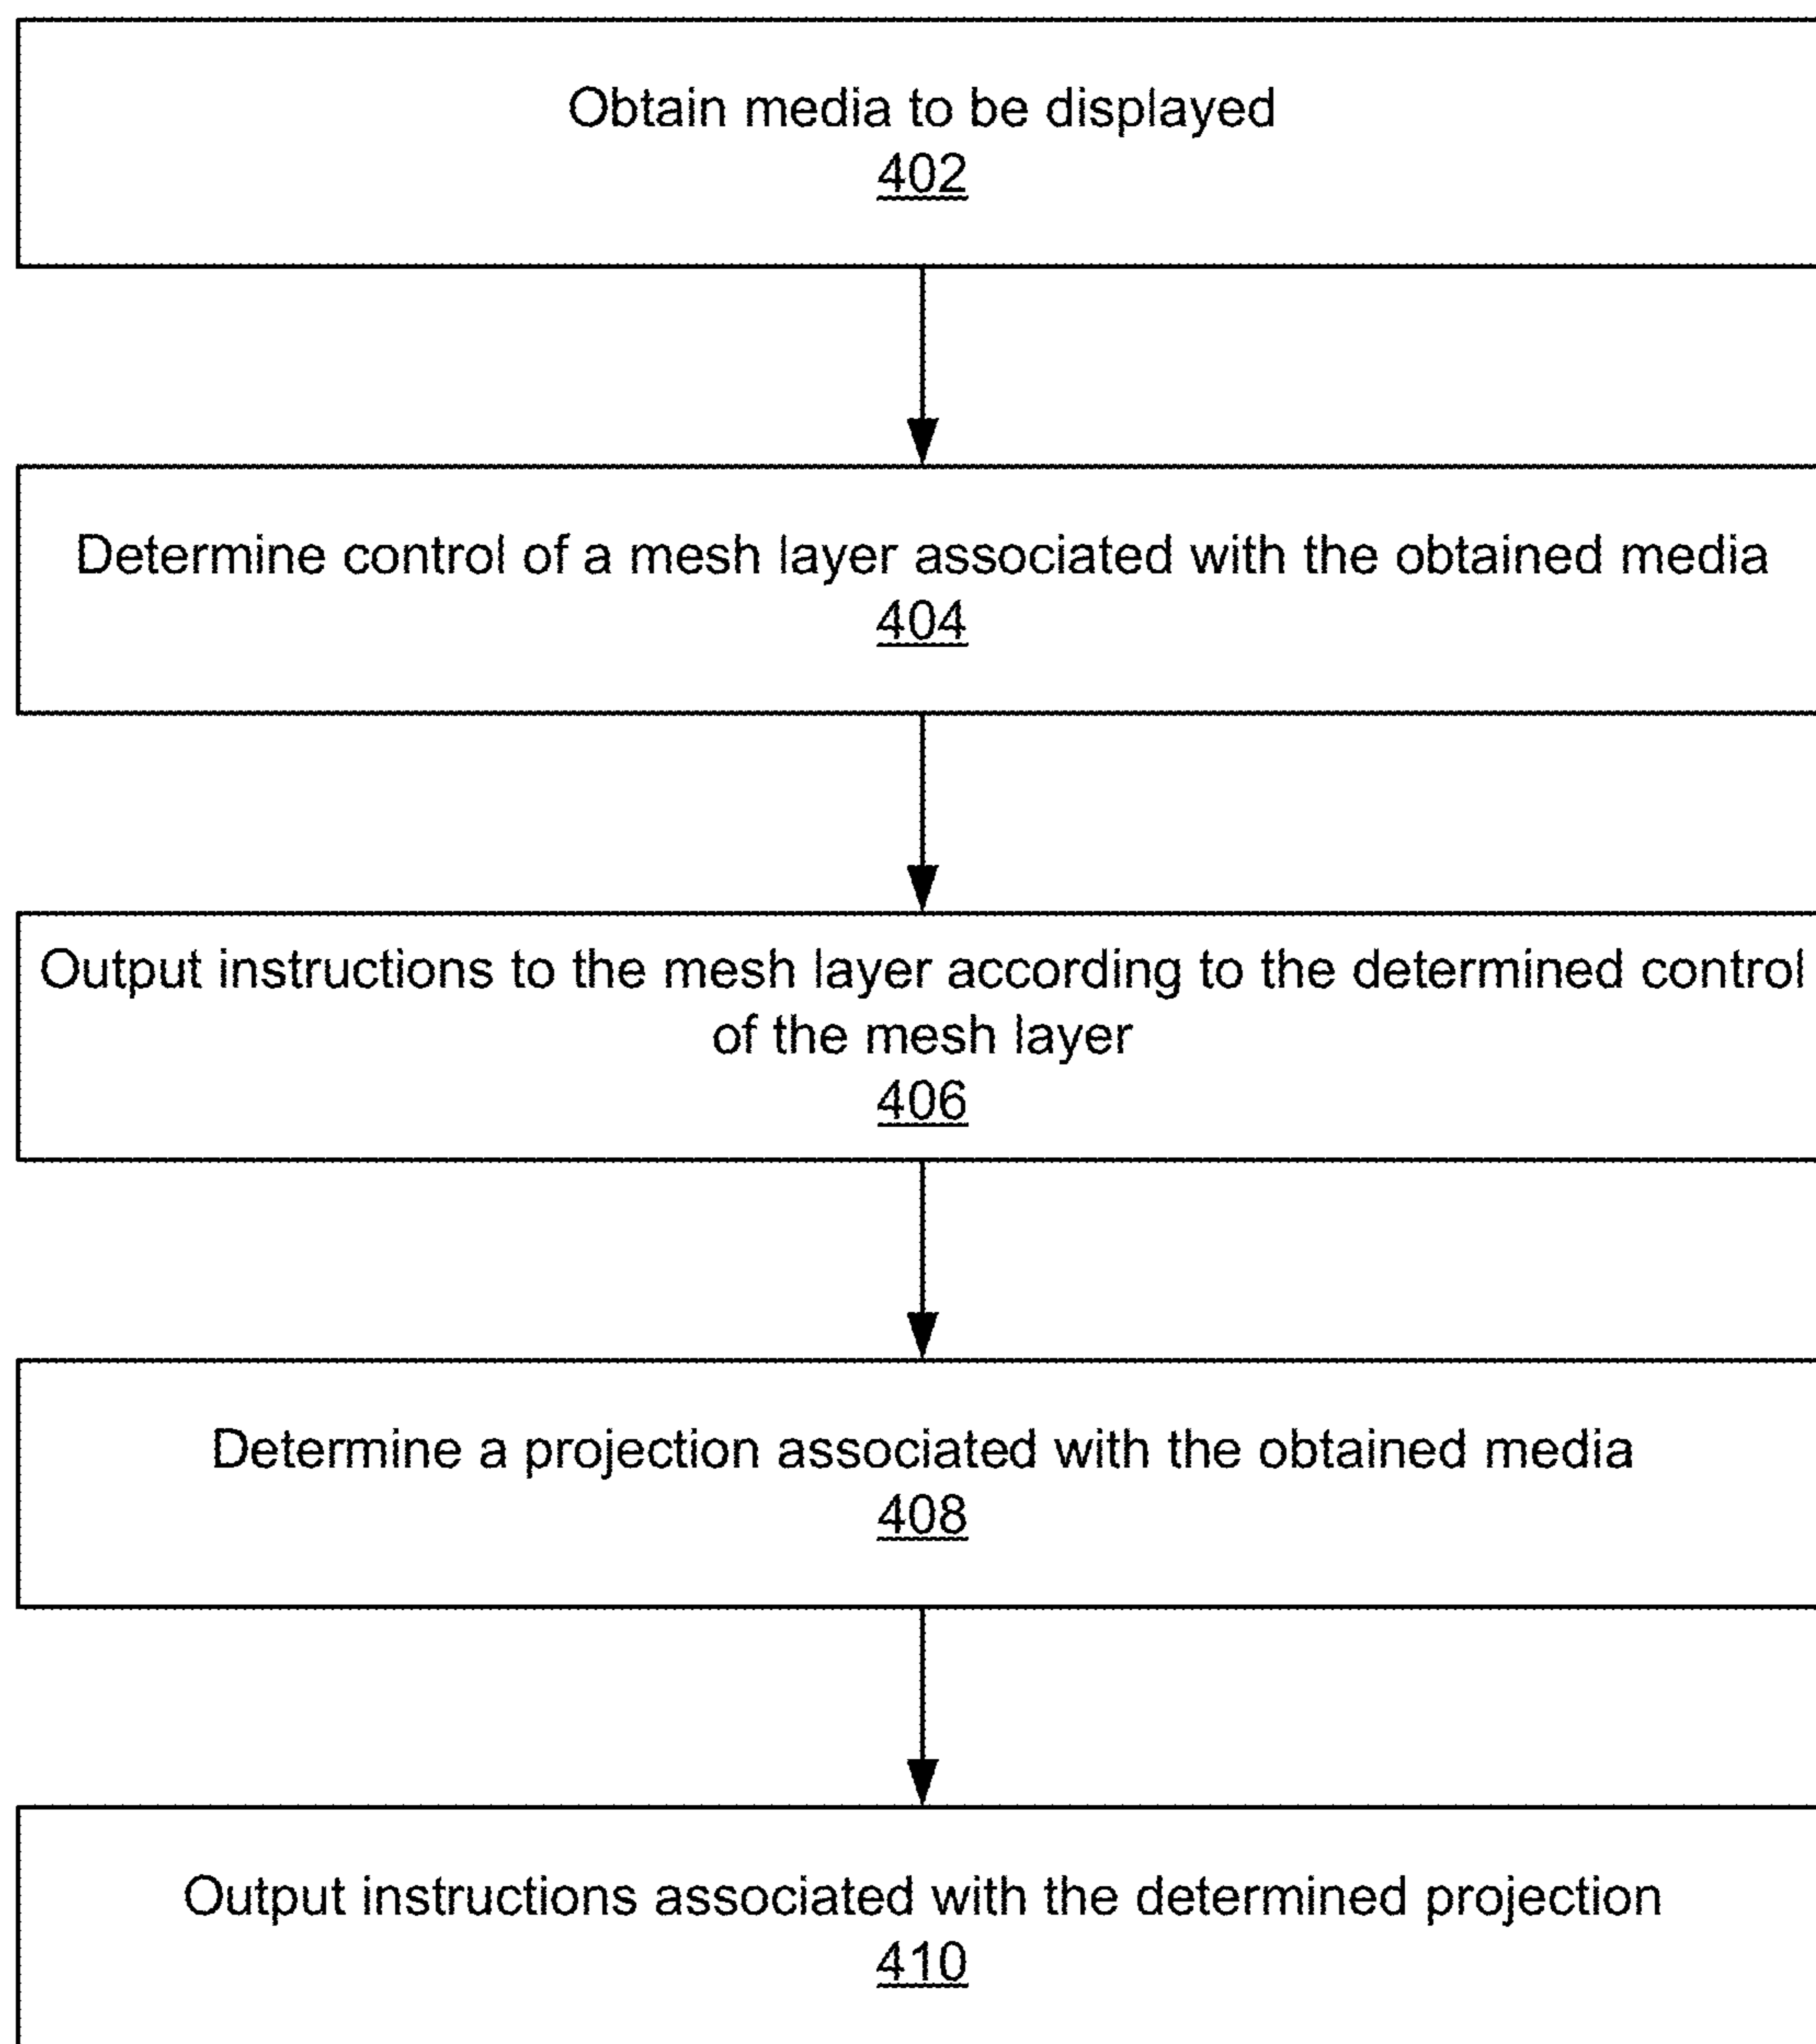 Obtain media to be displayed
402
Determine control of a mesh layer associated with the obtained media
404
Output instructions to the mesh layer according to the determined control
of the mesh layer
406
Determine a projection associated with the obtained media
408
Output instructions associated with the determined projection
410